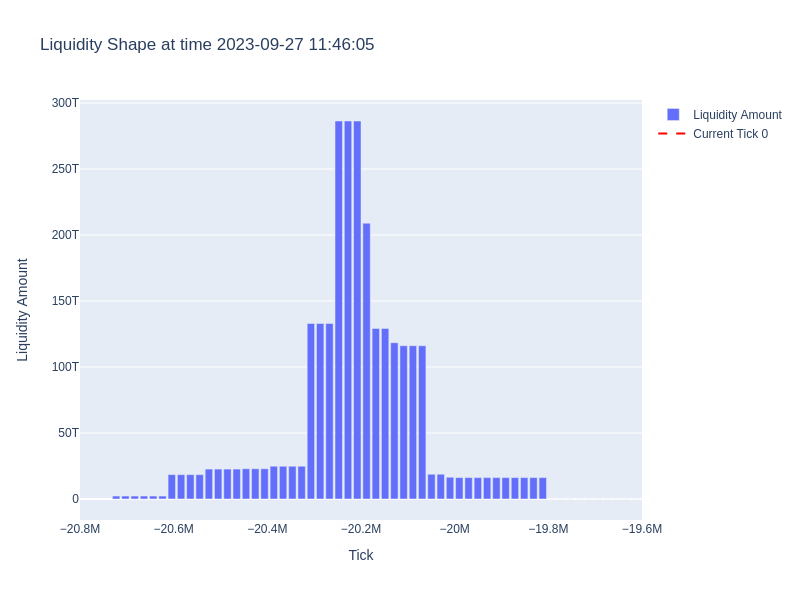 Liquidity Shape at time 2023-09-27 11:46:05
Liquidity Amount
Current Tick 0
Liquidity Amount
300T
250T
200T
150T
100T
50T
0
−20.8M −20.6M −20.4M −20.2M −20M −19.8M −19.6M
Tick